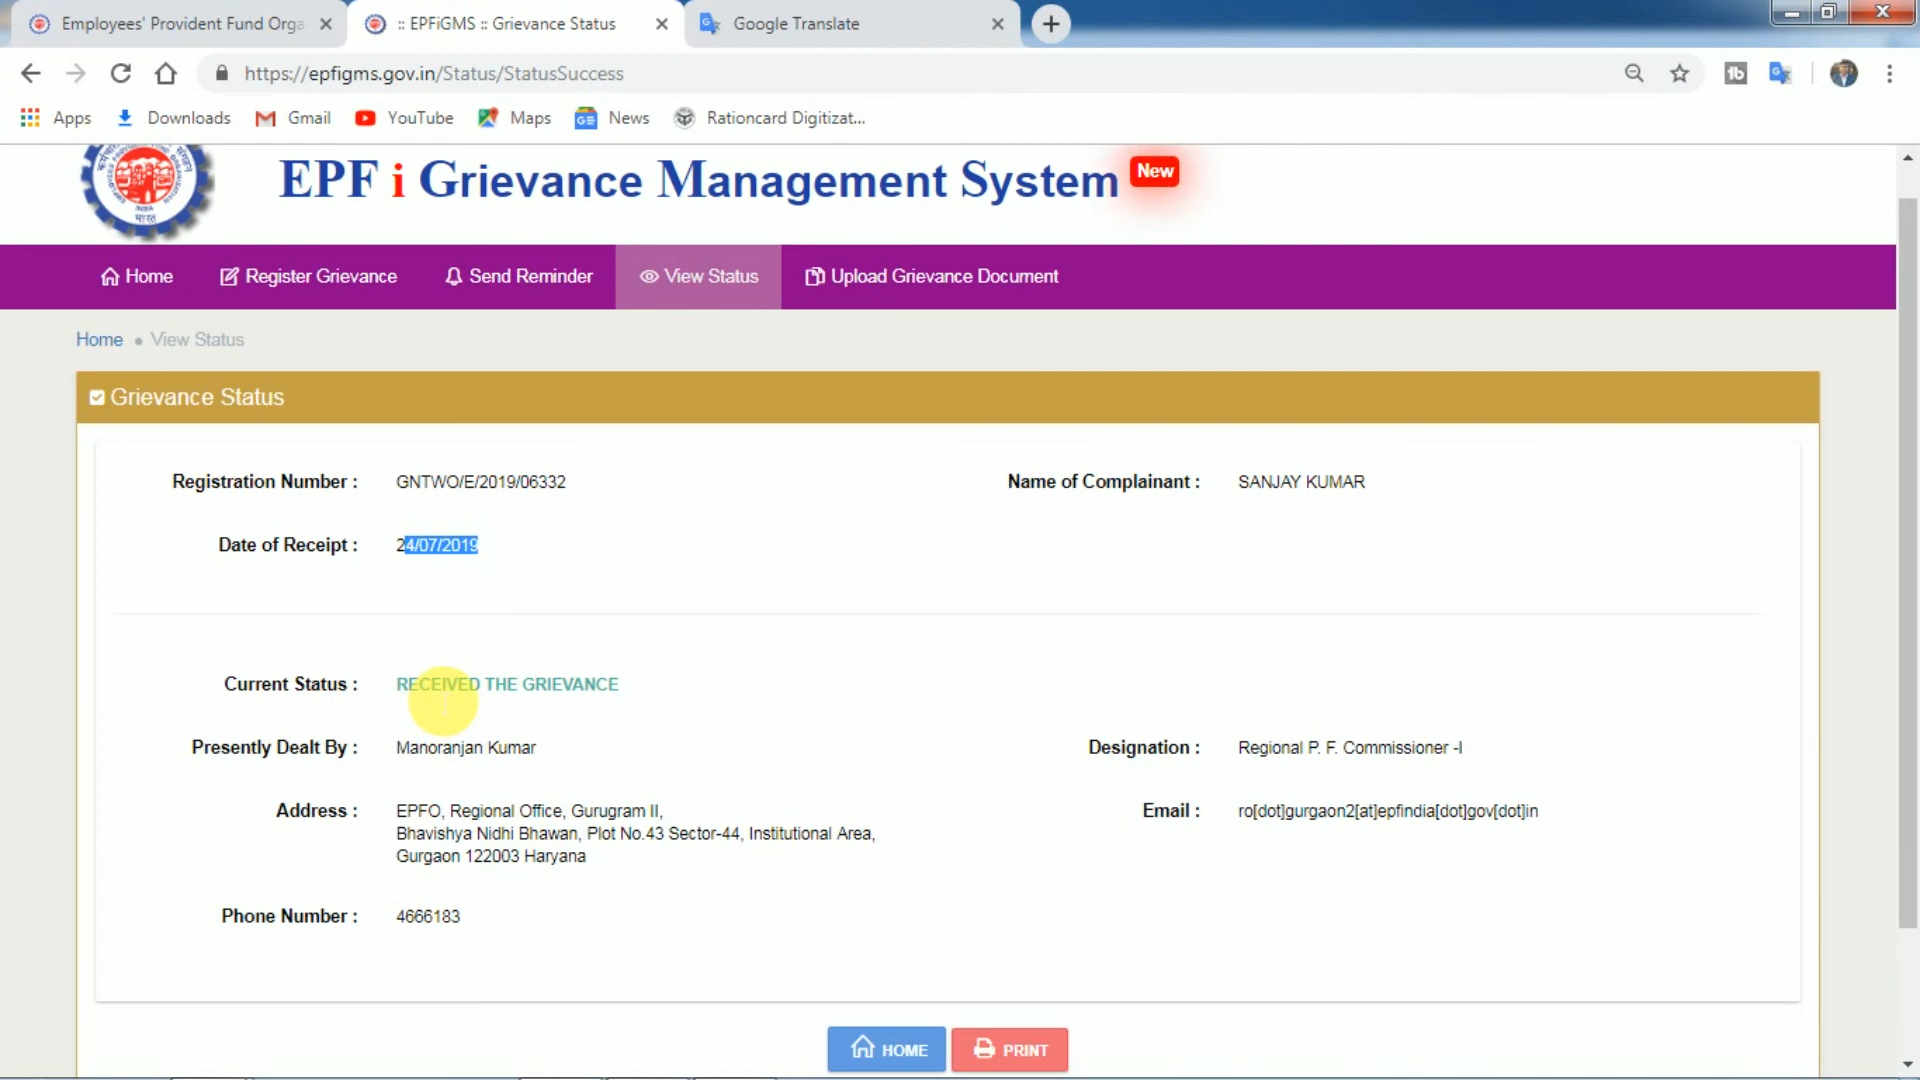 Employees' Provident Fund Orga
:: EPFiGMS :: Grievance Status
Google Translate
https://epfigms.gov.in/Status/StatusSuccess
Apps
Downloads
Gmail
YouTube
Maps
News
Rationcard Digitizat...
EPF i Grievance Management System New
Home
Register Grievance
Send Reminder
View Status
Upload Grievance Document
Home • View Status
Grievance Status
Registration Number : GNTWO/E/2019/06332
Name of Complainant : SANJAY KUMAR
Date of Receipt : 24/07/2019
Current Status : RECEIVED THE GRIEVANCE
Presently Dealt By : Manoranjan Kumar
Designation : Regional P. F. Commissioner -I
Address : EPFO, Regional Office, Gurugram II,
Bhavishya Nidhi Bhawan, Plot No.43 Sector-44, Institutional Area,
Gurgaon 122003 Haryana
Email : ro[dot]gurgaon2[at]epfindia[dot]gov[dot]in
Phone Number : 4666183
HOME
PRINT